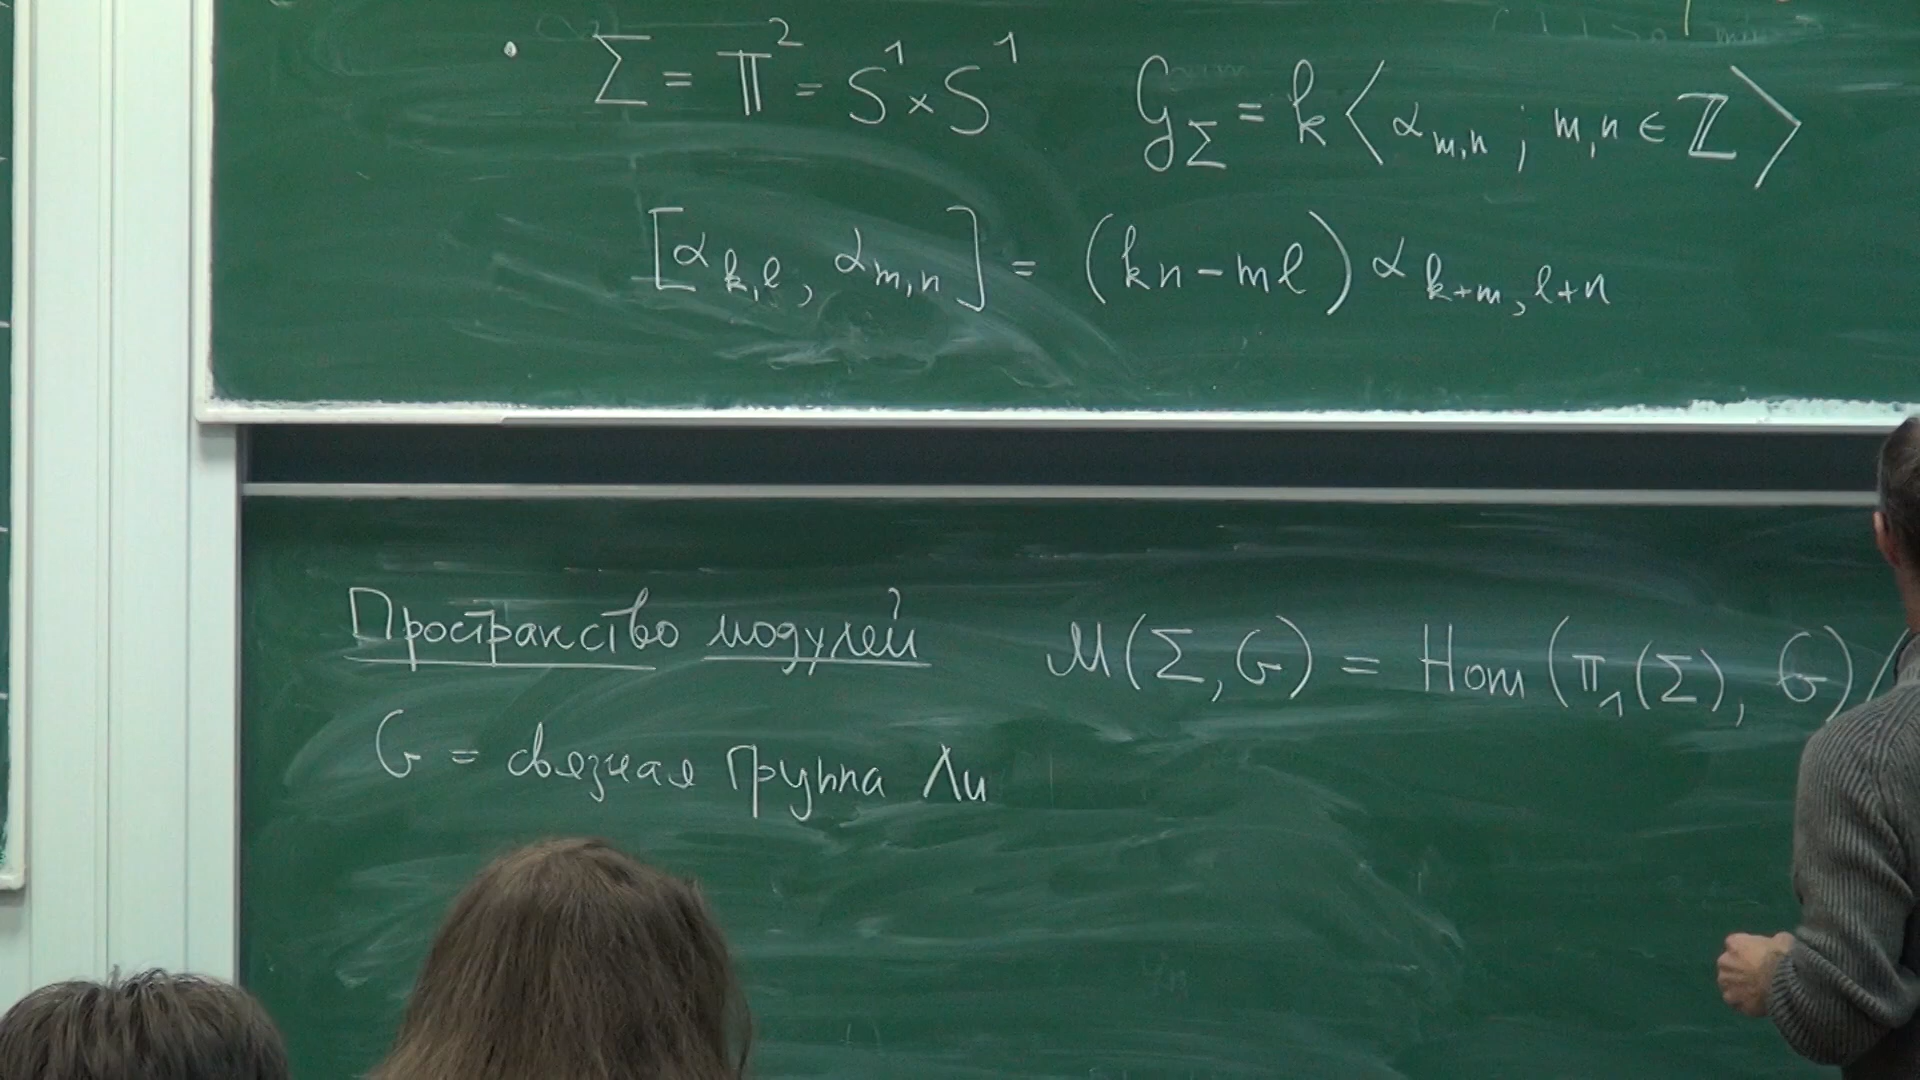 • Σ = 𝕋² = S¹ × S¹ 𝒢_Σ = k⟨α_{m,n} ; m,n ∈ ℤ⟩
[α_{k,l}, α_{m,n}] = (kn − ml) α_{k+m, l+n}
Пространство модулей ℳ(Σ, G) = Hom(π₁(Σ), G) /
G = связная группа Ли